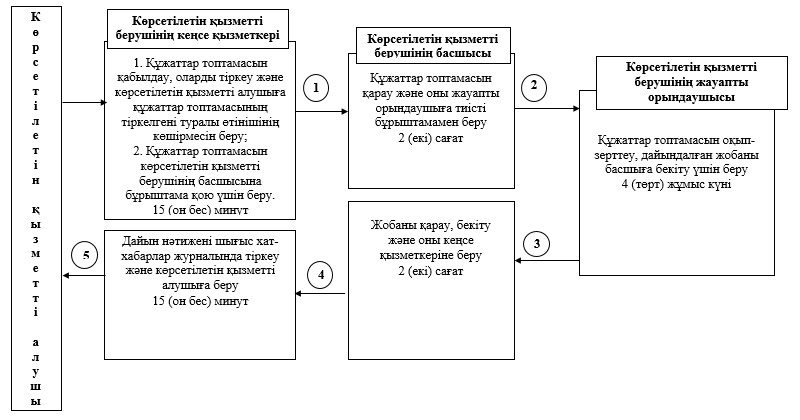 Көрсетілетін қызметті алушы
Көрсетілетін қызметті
берушінің кеңсе қызметкері
1. Құжаттар топтамасын
қабылдау, оларды тіркеу және
көрсетілетін қызметті алушыға
құжаттар топтамасының
тіркелгені туралы өтінішінің
көшірмесін беру;
2. Құжаттар топтамасын
көрсетілетін қызметті
берушінің басшысына
бұрыштама қою үшін беру.
15 (он бес) минут
1
Көрсетілетін қызметті
берушінің басшысы
Құжаттар топтамасын
қарау және оны жауапты
орындаушыға тиісті
бұрыштамамен беру
2 (екі) сағат
2
Көрсетілетін қызметті
берушінің жауапты
орындаушысы
Құжаттар топтамасын оқып-
зерттеу, дайындалған жобаны
басшыға бекіту үшін беру
4 (төрт) жұмыс күні
3
Жобаны қарау, бекіту
және оны кеңсе
қызметкеріне беру
2 (екі) сағат
4
Дайын нәтижені шығыс хат-
хабарлар журналында тіркеу
және көрсетілетін қызметті
алушыға беру
15 (он бес) минут
5